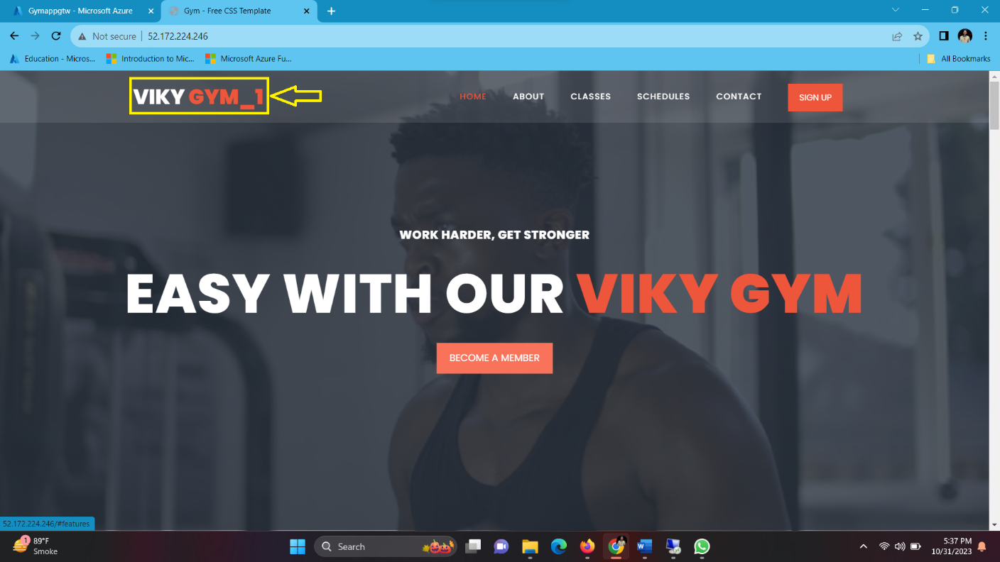 Gymappgtw - Microsoft Azure
Gym - Free CSS Template
Not secure | 52.172.224.246
Education - Micros...
Introduction to Mic...
Microsoft Azure Fu...
All Bookmarks
VIKY GYM_1
HOME
ABOUT
CLASSES
SCHEDULES
CONTACT
SIGN UP
WORK HARDER, GET STRONGER
EASY WITH OUR VIKY GYM
BECOME A MEMBER
52.172.224.246/#features
1
89°F
Smoke
Search
5:37 PM
10/31/2023